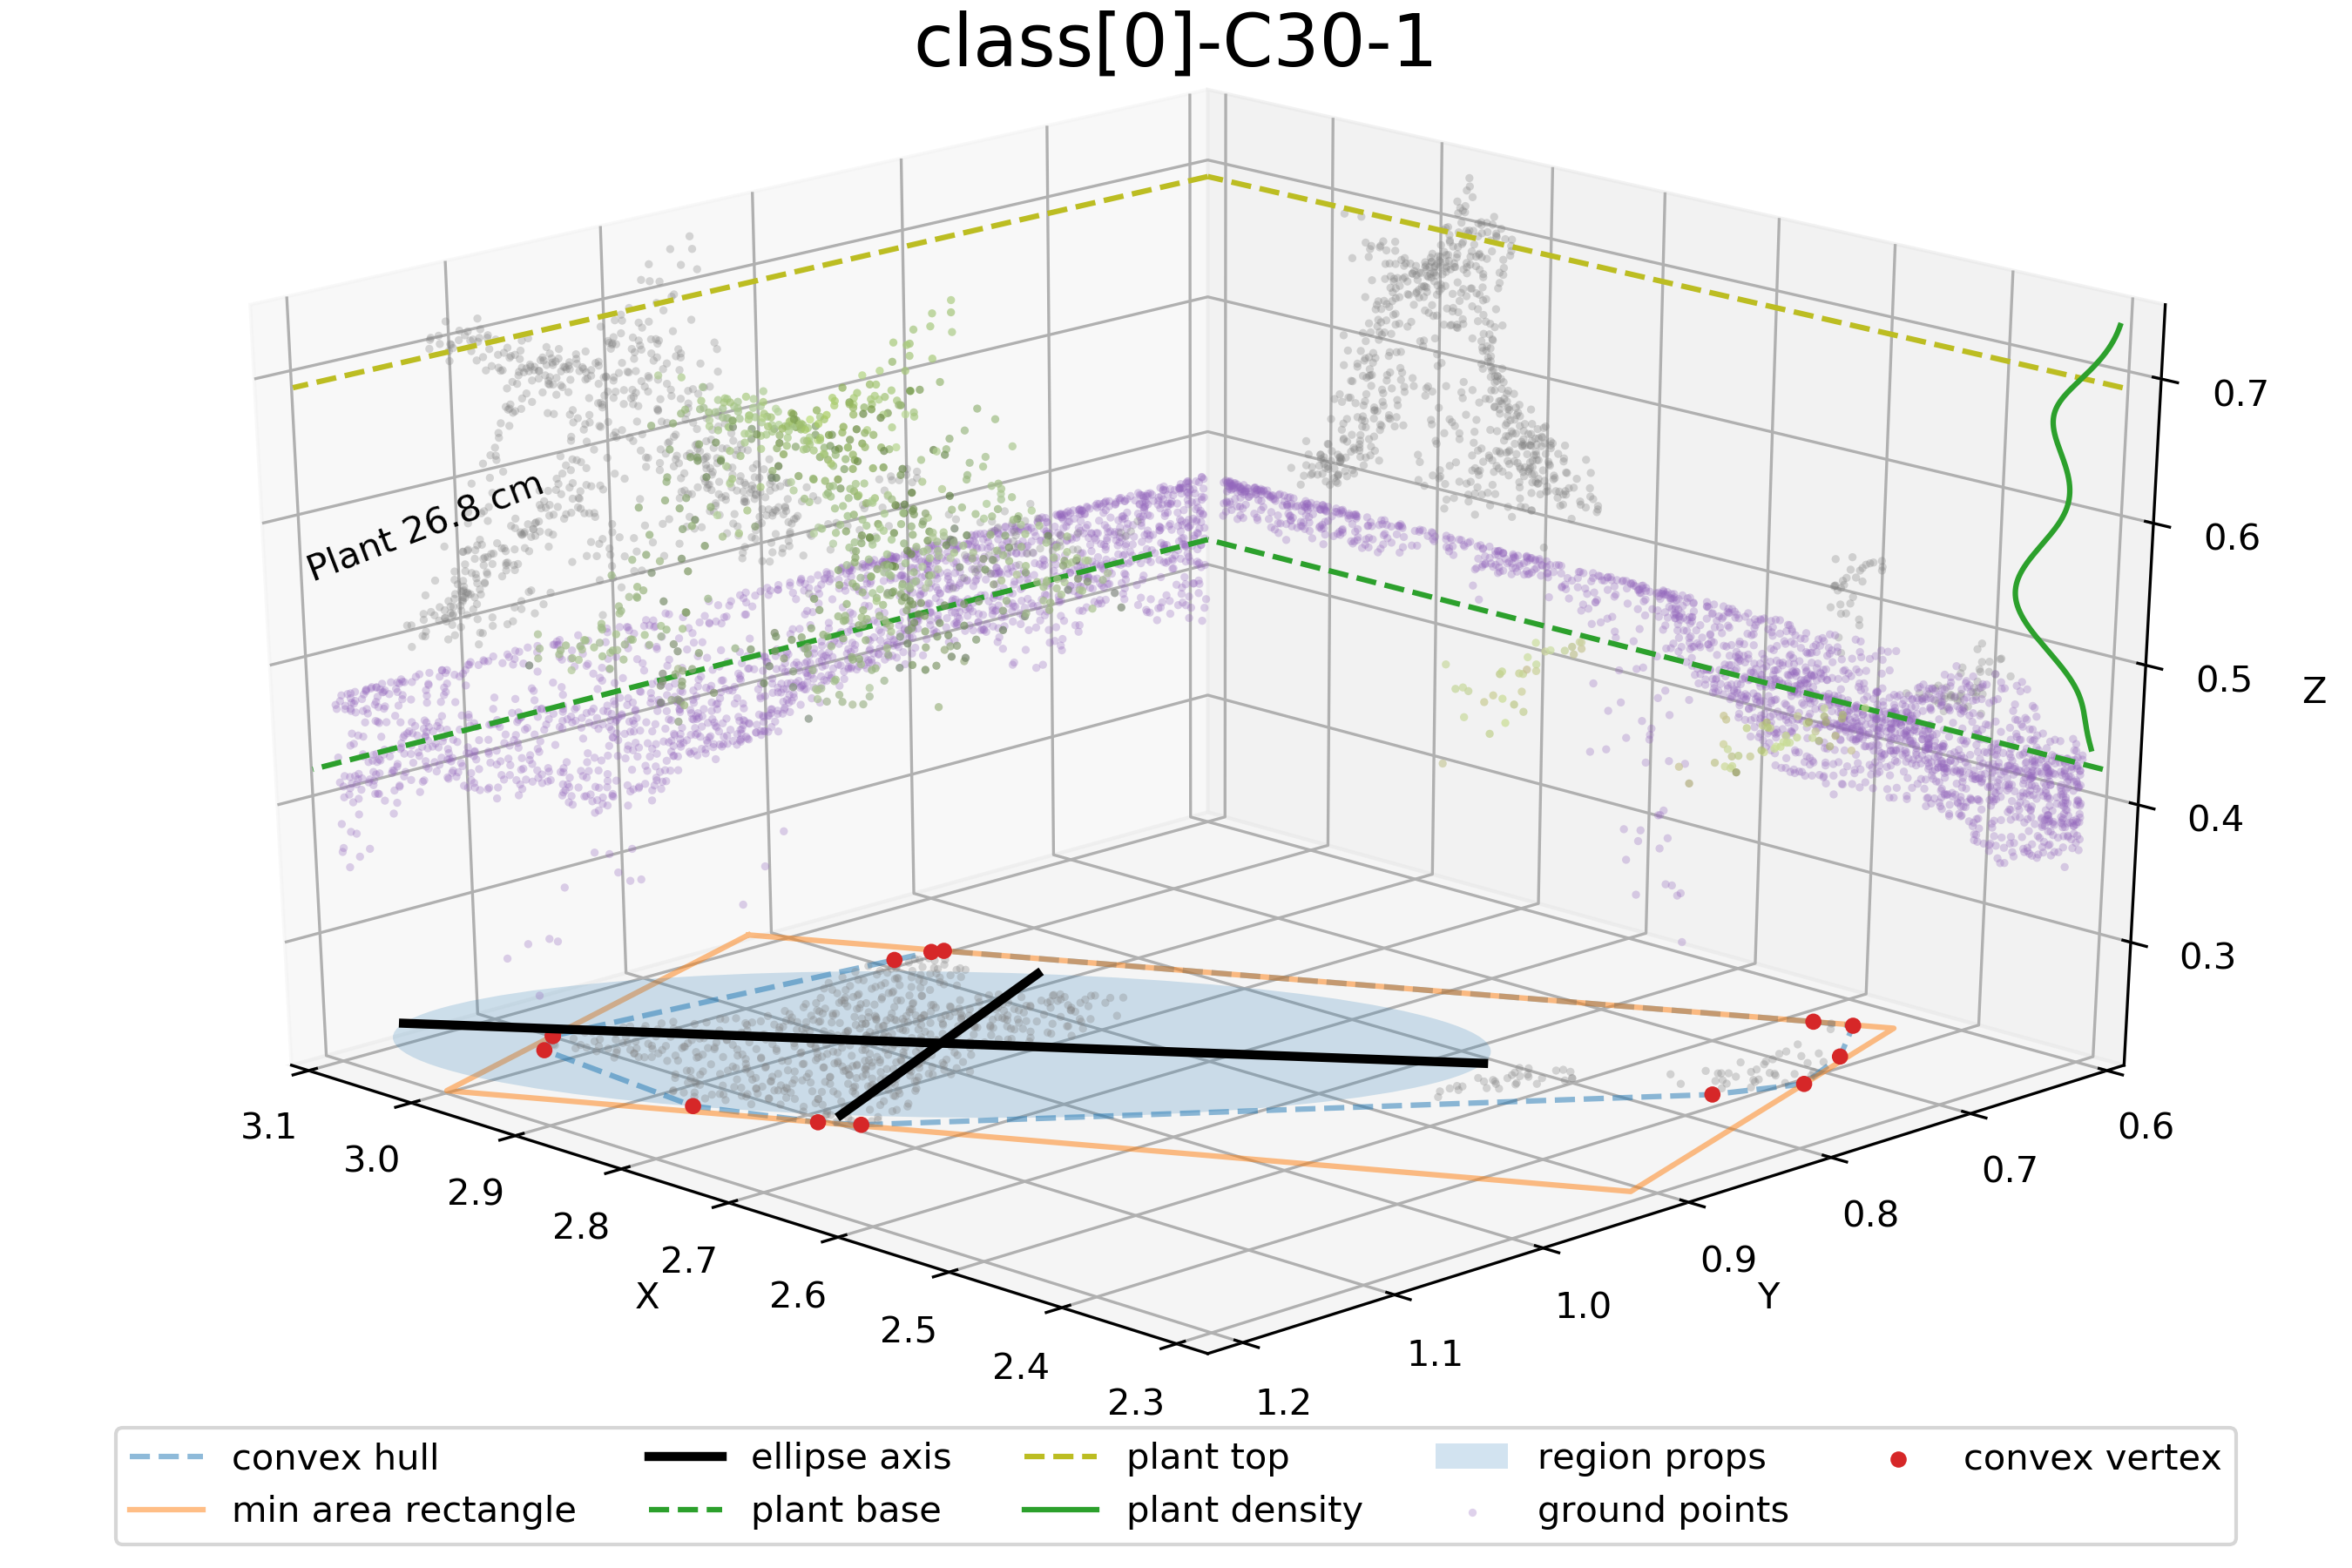 class[0]-C30-1
Plant 26.8 cm
0.7
0.6
0.5
0.4
0.3
Z
3.1
3.0
2.9
2.8
2.7
2.6
2.5
2.4
2.3
X
0.6
0.7
0.8
0.9
1.0
1.1
1.2
Y
convex hull
min area rectangle
ellipse axis
plant base
plant top
plant density
region props
ground points
convex vertex